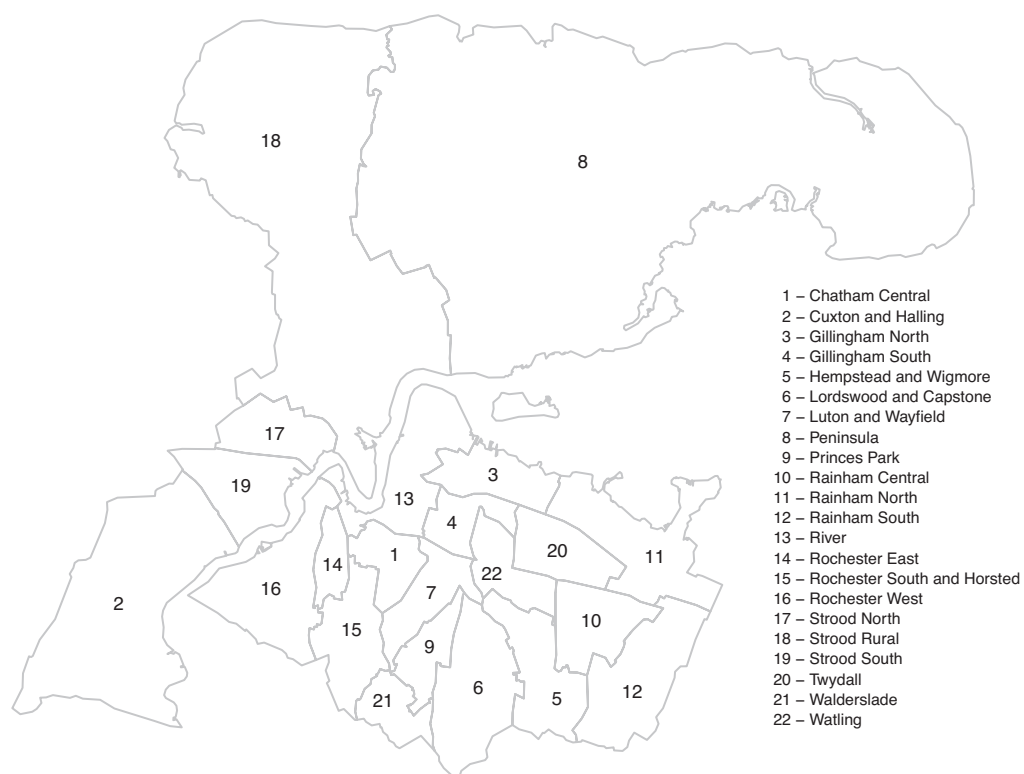 18
8
1 – Chatham Central
2 – Cuxton and Halling
3 – Gillingham North
4 – Gillingham South
5 – Hempstead and Wigmore
6 – Lordswood and Capstone
7 – Luton and Wayfield
8 – Peninsula
9 – Princes Park
10 – Rainham Central
11 – Rainham North
12 – Rainham South
13 – River
14 – Rochester East
15 – Rochester South and Horsted
16 – Rochester West
17 – Strood North
18 – Strood Rural
19 – Strood South
20 – Twydall
21 – Walderslade
22 – Watling
17
3
19
13
4
1
20
11
14
22
16
7
2
10
15
9
6
12
5
21